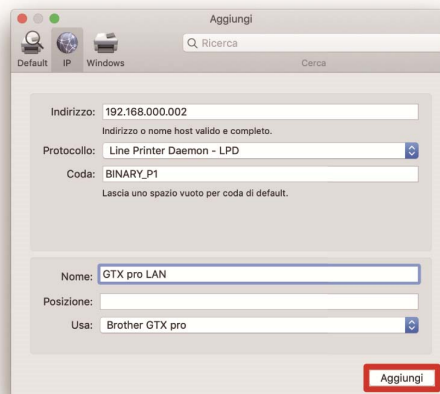 Aggiungi
Default IP Windows
Ricerca
Cerca
Indirizzo: 192.168.000.002
Indirizzo o nome host valido e completo.
Protocollo: Line Printer Daemon - LPD
Coda: BINARY_P1
Lascia uno spazio vuoto per coda di default.
Nome: GTX pro LAN
Posizione:
Usa: Brother GTX pro
Aggiungi